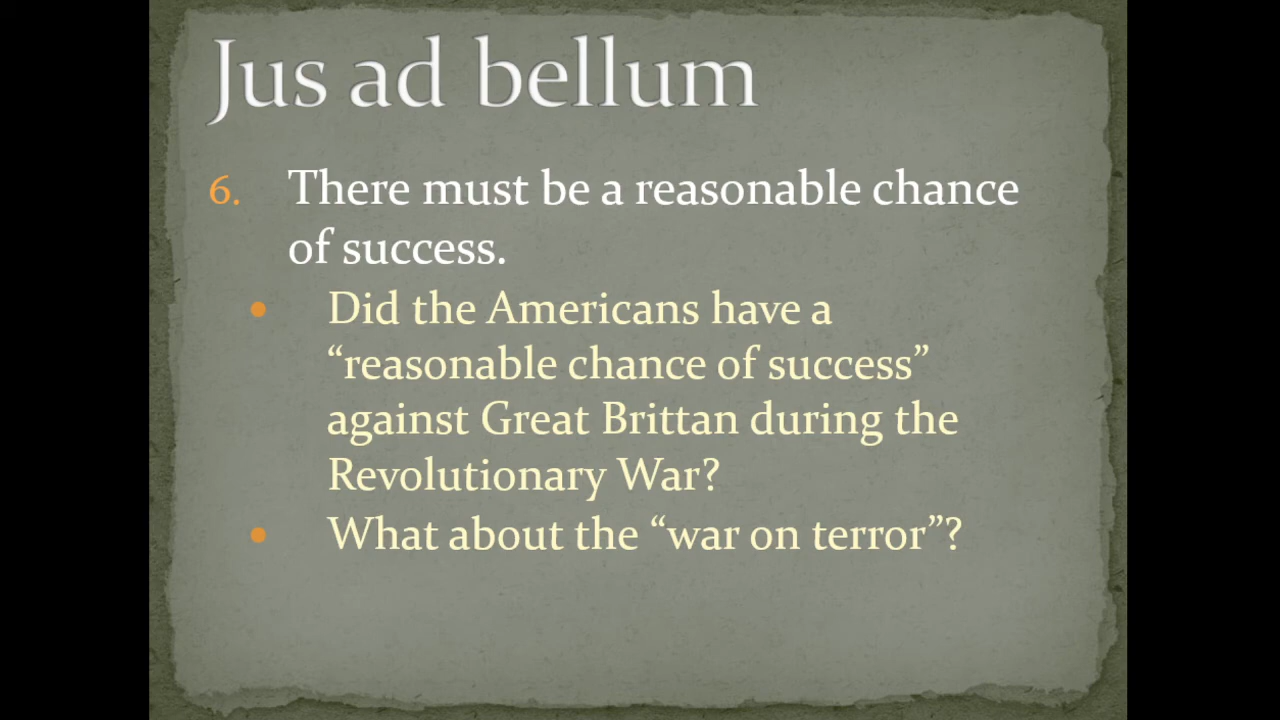 Jus ad bellum
6. There must be a reasonable chance
of success.
• Did the Americans have a
“reasonable chance of success”
against Great Brittan during the
Revolutionary War?
• What about the “war on terror”?